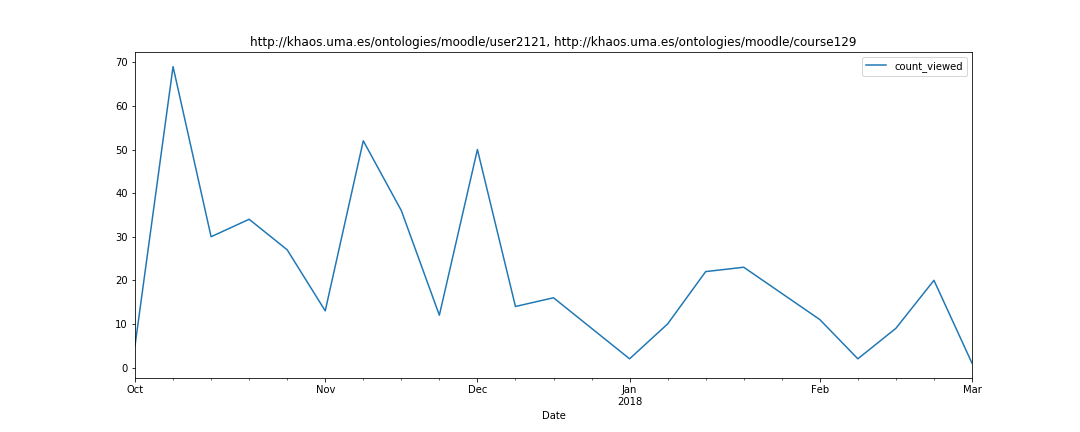 http://khaos.uma.es/ontologies/moodle/user2121, http://khaos.uma.es/ontologies/moodle/course129
count_viewed
70
60
50
40
30
20
10
0
Oct Nov Dec Jan Feb Mar
2018
Date